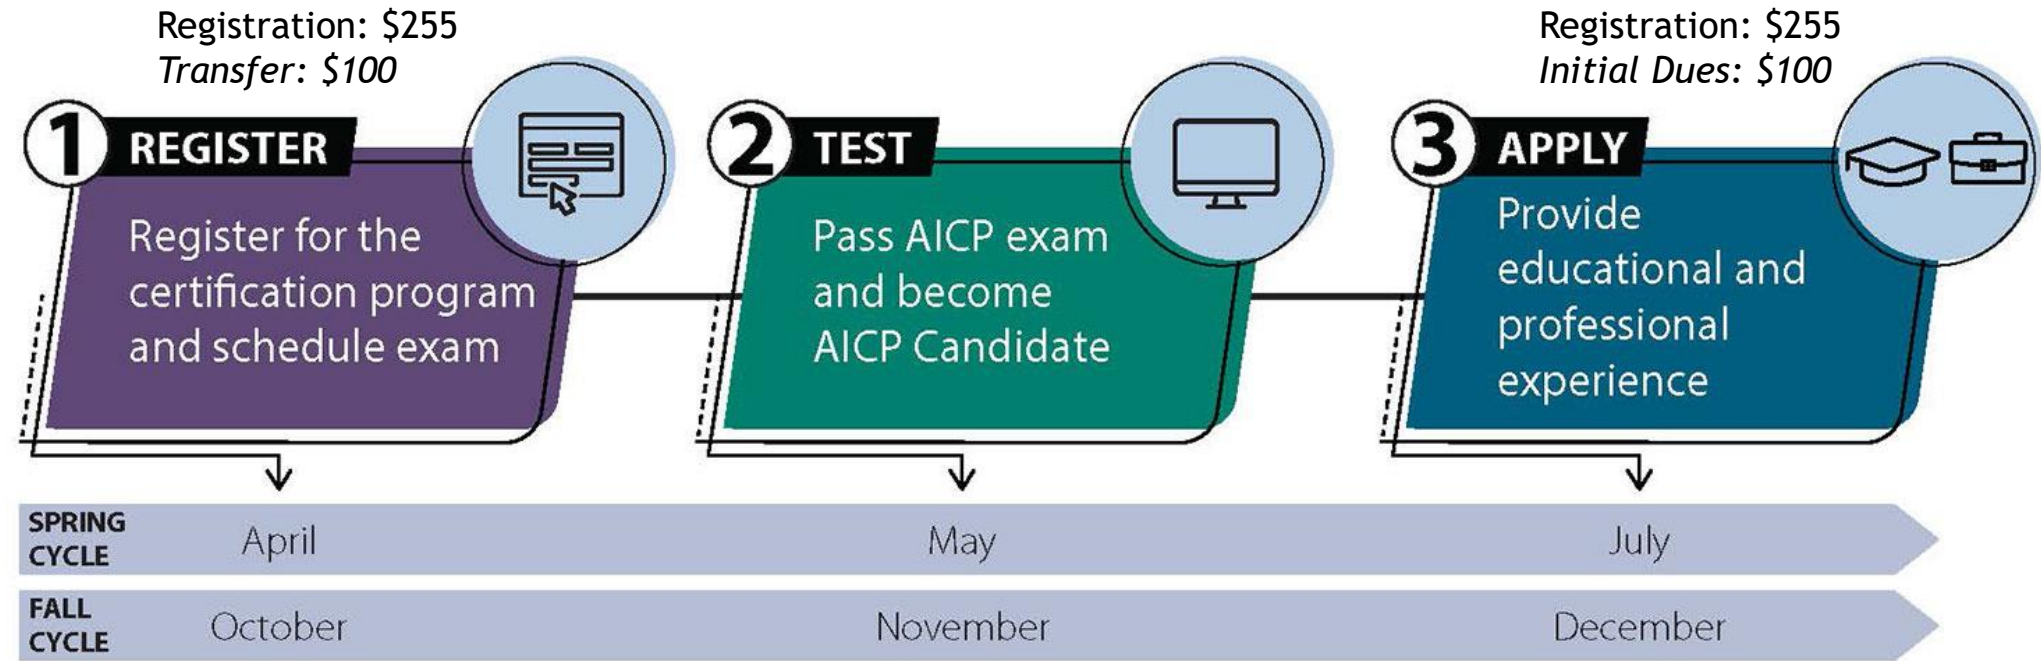 Registration: $255
Transfer: $100
1 REGISTER
Register for the
certification program
and schedule exam
2 TEST
Pass AICP exam
and become
AICP Candidate
Registration: $255
Initial Dues: $100
3 APPLY
Provide
educational and
professional
experience
SPRING
CYCLE
April
May
July
FALL
CYCLE
October
November
December